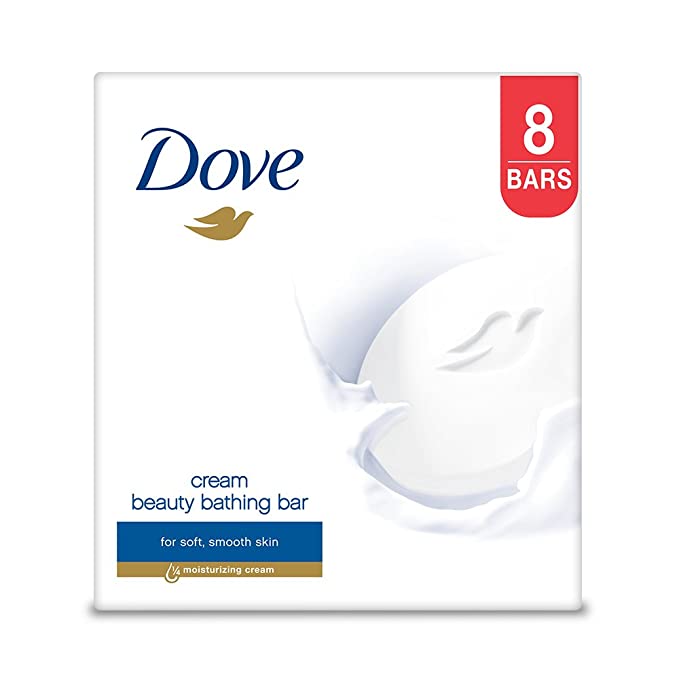 Dove
8
BARS
cream
beauty bathing bar
for soft, smooth skin
¼ moisturizing cream